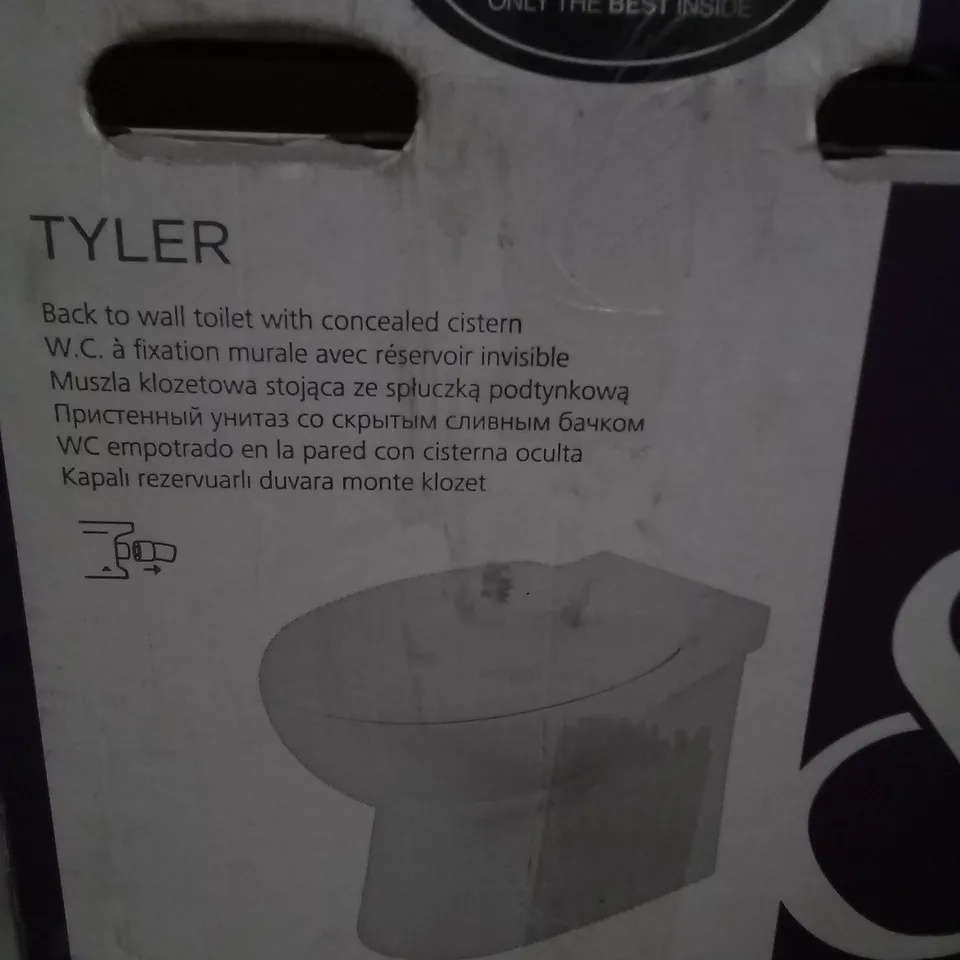 ONLY THE BEST INSIDE
TYLER
Back to wall toilet with concealed cistern
W.C. à fixation murale avec réservoir invisible
Muszla klozetowa stojąca ze spłuczką podtynkową
Пристенный унитаз со скрытым сливным бачком
WC empotrado en la pared con cisterna oculta
Kapalı rezervuarlı duvara monte klozet
&